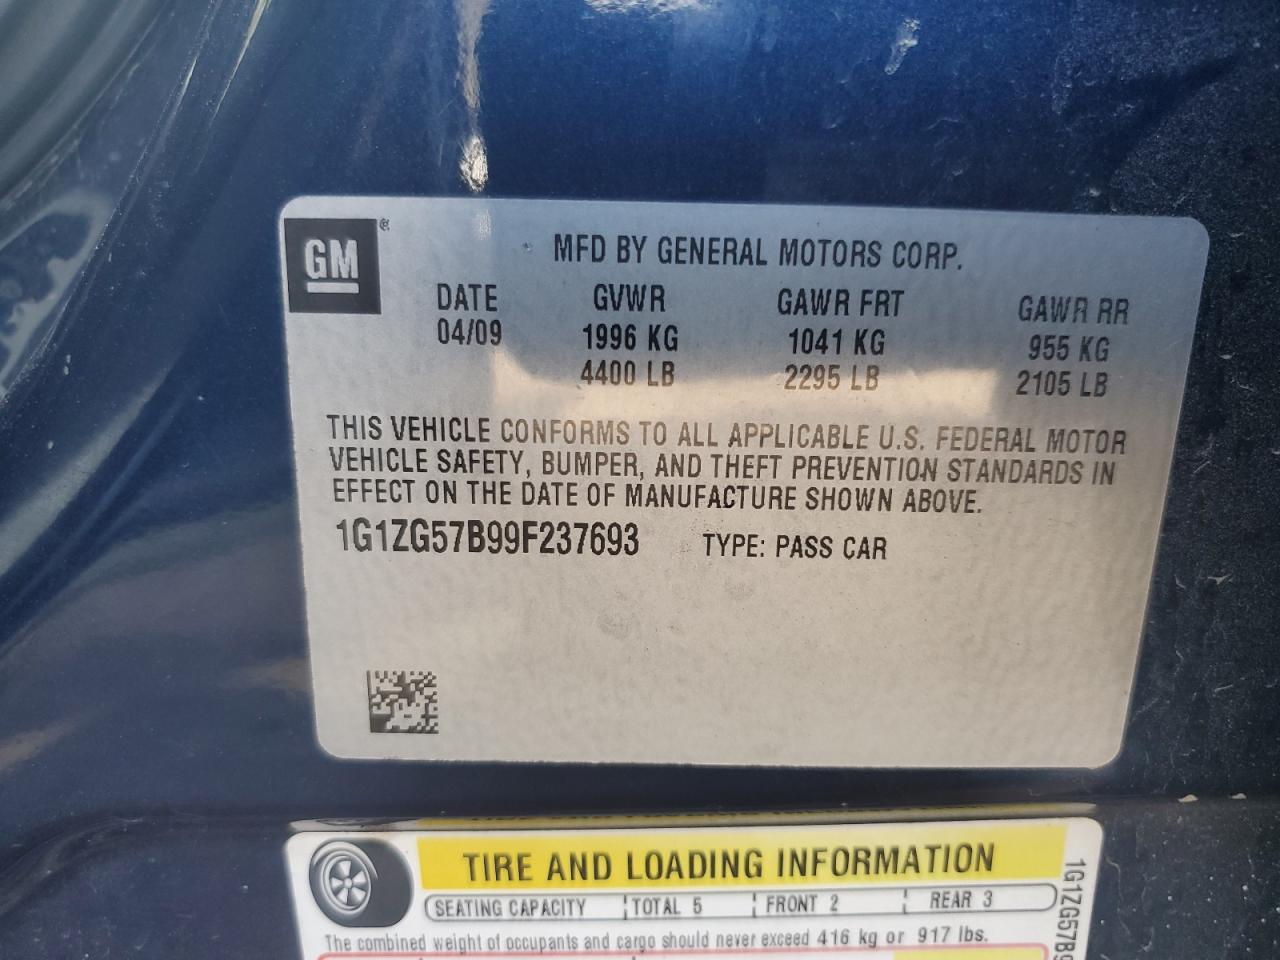 GM
MFD BY GENERAL MOTORS CORP.
DATE GVWR GAWR FRT GAWR RR
04/09 1996 KG 1041 KG 955 KG
4400 LB 2295 LB 2105 LB
THIS VEHICLE CONFORMS TO ALL APPLICABLE U.S. FEDERAL MOTOR
VEHICLE SAFETY, BUMPER, AND THEFT PREVENTION STANDARDS IN
EFFECT ON THE DATE OF MANUFACTURE SHOWN ABOVE.
1G1ZG57B99F237693 TYPE: PASS CAR
TIRE AND LOADING INFORMATION
SEATING CAPACITY TOTAL 5 FRONT 2 REAR 3
The combined weight of occupants and cargo should never exceed 416 kg or 917 lbs.
1G1ZG57B9